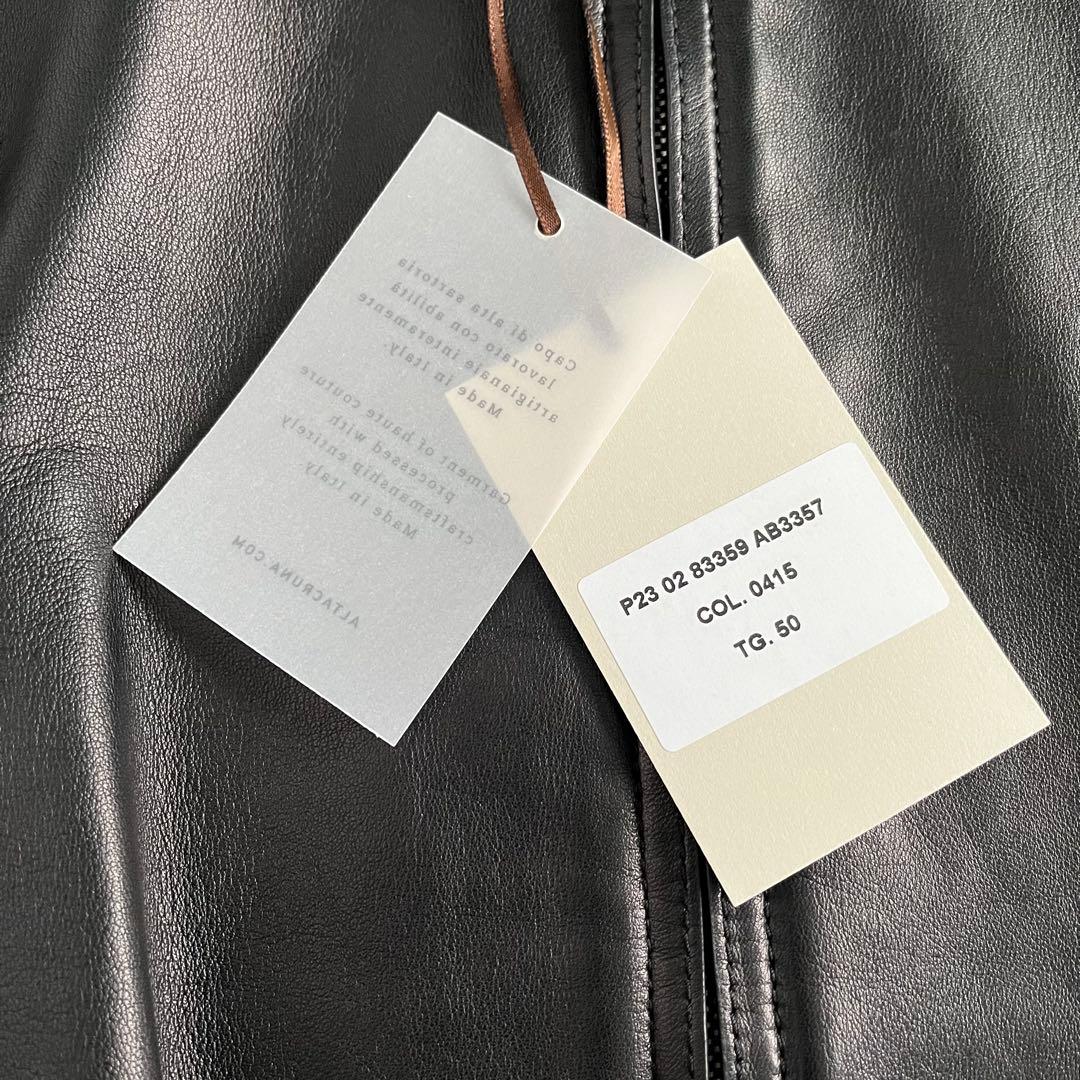 Capo di alta sartoria
lavorato con abilità
artigianale interamente
Made in Italy.
Garment of haute couture
processed with
craftsmanship entirely
Made in Italy
ALTACRUNA.COM
P23 02 83359 AB3357
COL. 0415
TG. 50